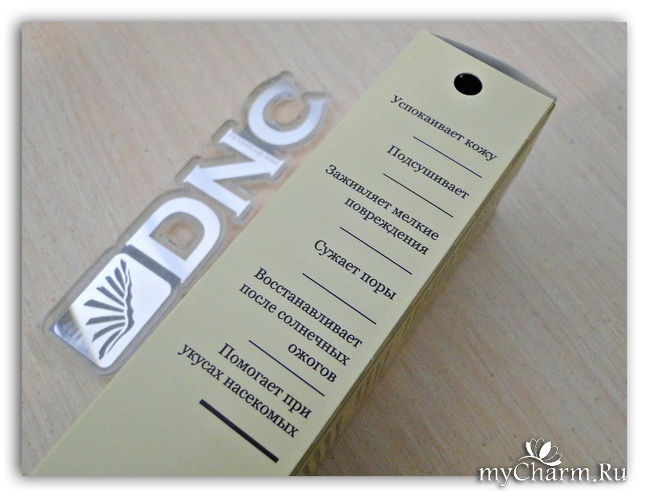 DNC
Успокаивает кожу
Подсушивает
Заживляет мелкие
повреждения
Сужает поры
Восстанавливает
после солнечных
ожогов
Помогает при
укусах насекомых
myCharm.Ru